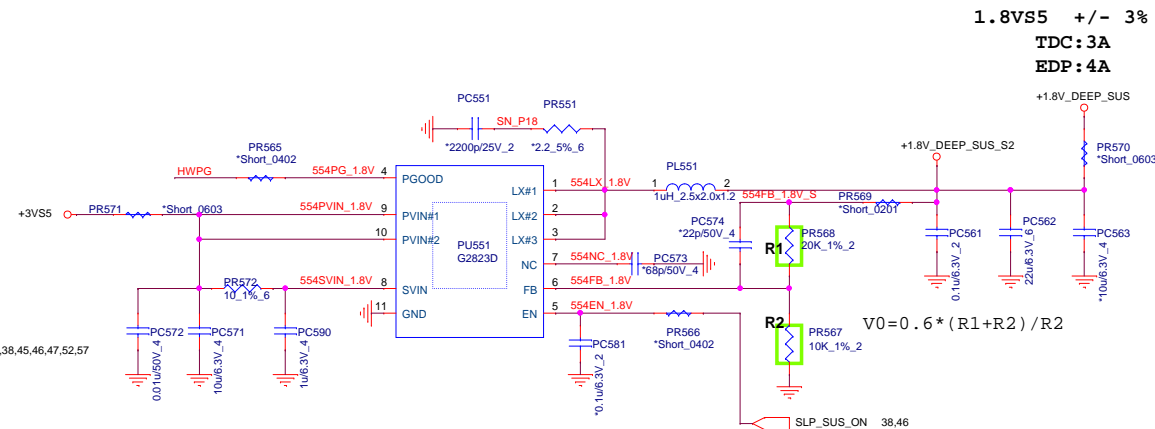 1.8VS5 +/- 3%
TDC:3A
EDP:4A
+1.8V_DEEP_SUS
PR570
*Short_0603
+1.8V_DEEP_SUS_S2
PC551
PR551
SN_P18
*2200p/25V_2
*2.2_5%_6
PR565
*Short_0402
HWPG
554PG_1.8V 4
PGOOD
+3VS5
PR571
*Short_0603
554PVIN_1.8V 9
PVIN#1
10
PVIN#2
PU551
G2823D
LX#1
1
554LX_1.8V
LX#2
2
LX#3
3
PL551
1
2
1uH_2.5x2.0x1.2
554FB_1.8V_S
PR569
*Short_0201
PC574
*22p/50V_4
R1
PR568
20K_1%_2
NC
7
554NC_1.8V
PC573
*68p/50V_4
PR572
10_1%_6
554SVIN_1.8V 8
SVIN
FB
6
554FB_1.8V
11
GND
EN
5
554EN_1.8V
PR566
*Short_0402
R2
PR567
10K_1%_2
V0=0.6*(R1+R2)/R2
PC561
0.1u/6.3V_2
PC562
22u/6.3V_6
PC563
*10u/6.3V_4
PC572
0.01u/50V_4
PC571
10u/6.3V_4
PC590
1u/6.3V_4
PC581
*0.1u/6.3V_2
,38,45,46,47,52,57
SLP_SUS_ON 38,46